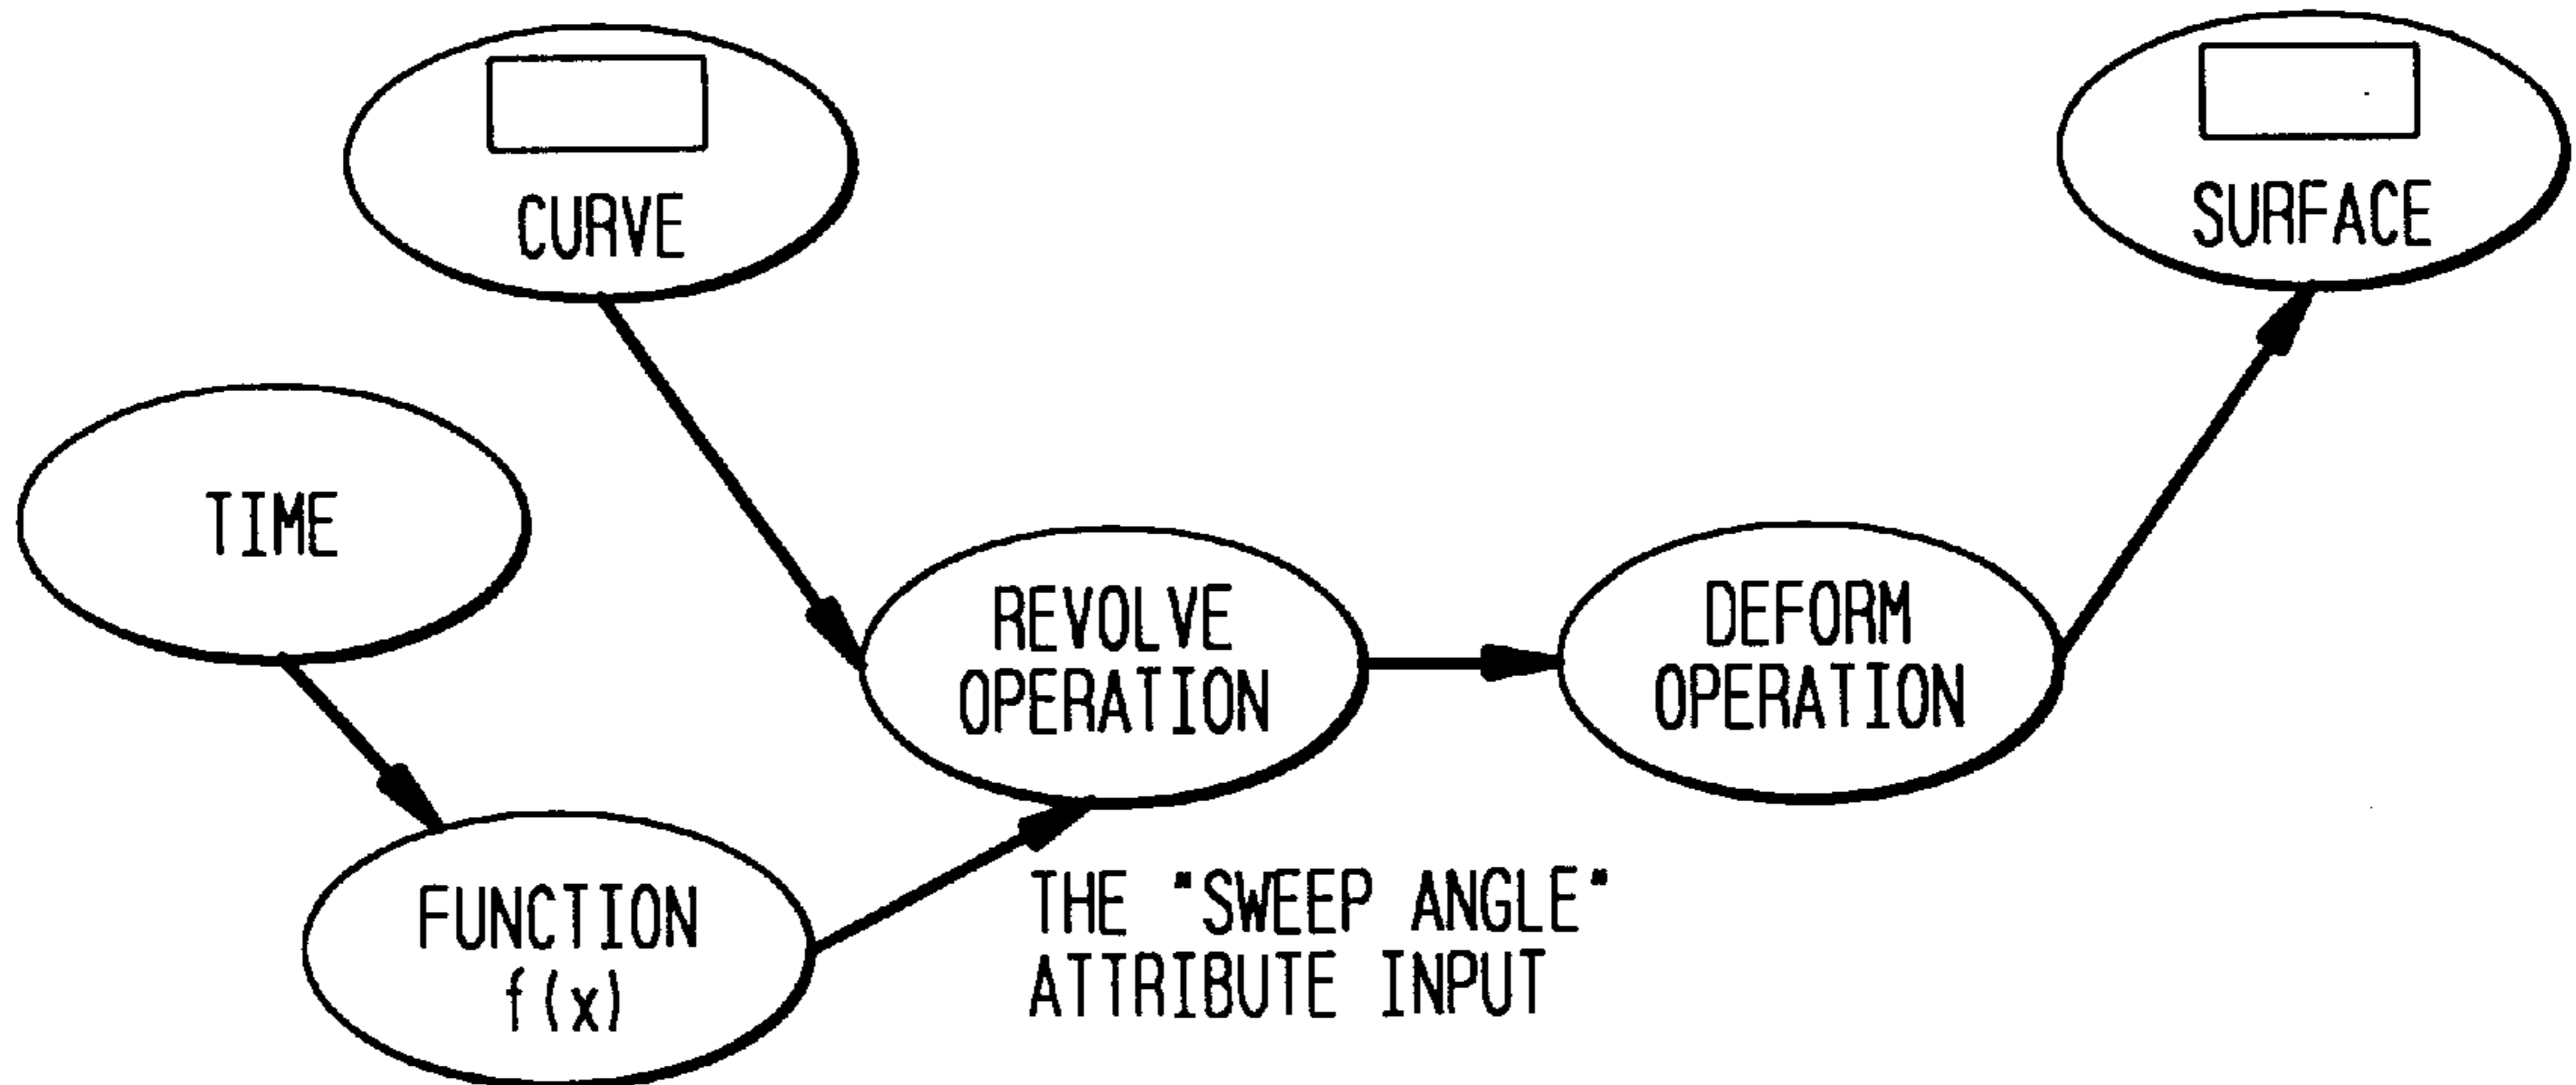 CURVE
SURFACE
TIME
REVOLVE
OPERATION
DEFORM
OPERATION
FUNCTION
f(x)
THE "SWEEP ANGLE"
ATTRIBUTE INPUT